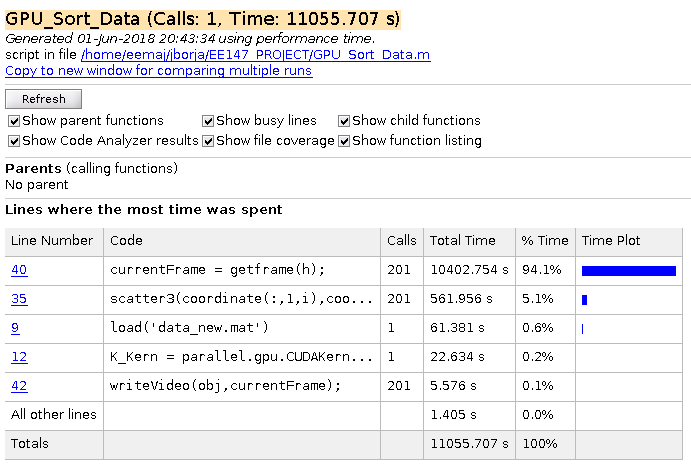 GPU_Sort_Data (Calls: 1, Time: 11055.707 s)
Generated 01-Jun-2018 20:43:34 using performance time.
script in file /home/eemaj/jborja/EE147_PROJECT/GPU_Sort_Data.m
Copy to new window for comparing multiple runs
Refresh
Show parent functions Show busy lines Show child functions
Show Code Analyzer results Show file coverage Show function listing
Parents (calling functions)
No parent
Lines where the most time was spent
Line Number Code Calls Total Time % Time Time Plot
40 currentFrame = getframe(h); 201 10402.754 s 94.1%
35 scatter3(coordinate(:,1,i),coo... 201 561.956 s 5.1%
9 load('data_new.mat') 1 61.381 s 0.6%
12 K_Kern = parallel.gpu.CUDAKern... 1 22.634 s 0.2%
42 writeVideo(obj,currentFrame); 201 5.576 s 0.1%
All other lines 1.405 s 0.0%
Totals 11055.707 s 100%